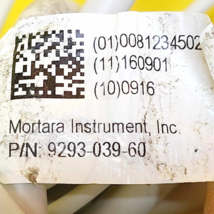 (01)0081234502
(11)160901
(10)0916
Mortara Instrument, Inc.
P/N: 9293-039-60